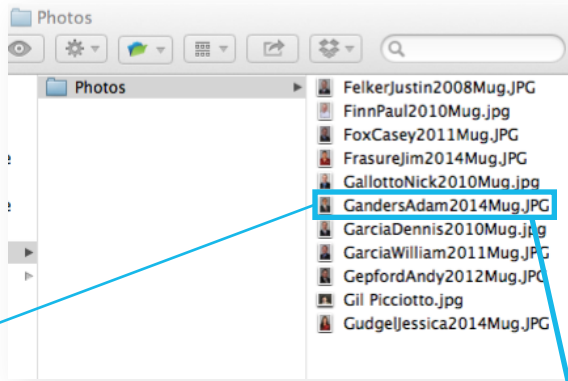 Photos
Photos
FelkerJustin2008Mug.JPG
FinnPaul2010Mug.jpg
FoxCasey2011Mug.JPG
FrasureJim2014Mug.JPG
GallottoNick2010Mug.jpg
GandersAdam2014Mug.JPG
GarciaDennis2010Mug.jpg
GarciaWilliam2011Mug.JPG
GepfordAndy2012Mug.JPG
Gil Picciotto.jpg
GudgelJessica2014Mug.JPG